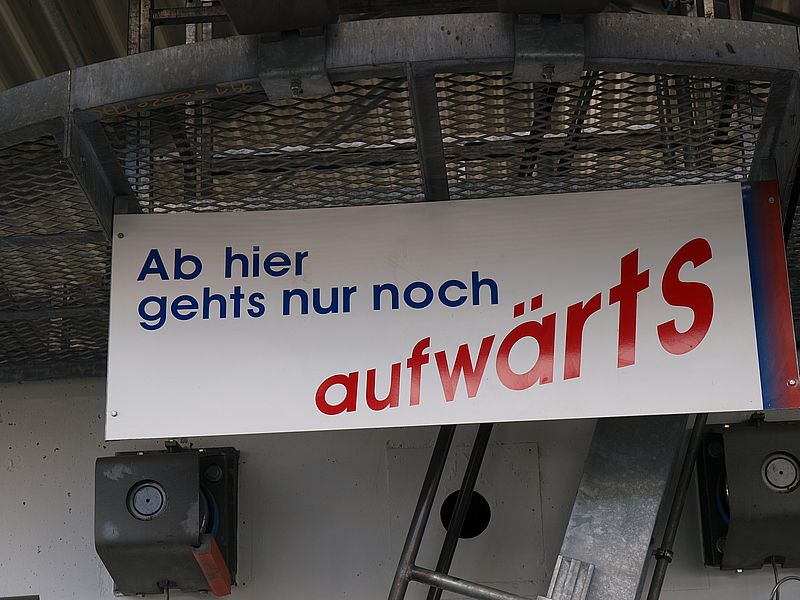 Ab hier
gehts nur noch
aufwärts